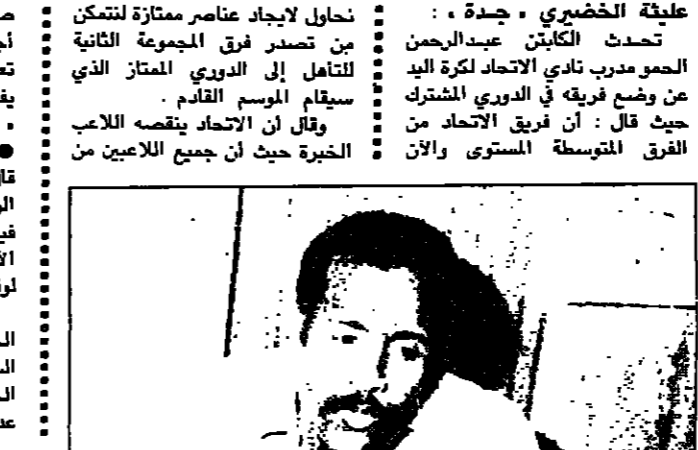 عليثة الخضيري . جدة . :
تحدث الكابتن عبدالرحمن
الحمو مدرب نادي الاتحاد لكرة اليد
عن وضع فريقه في الدوري المشترك
حيث قال : أن فريق الاتحاد من
الفرق المتوسطة المستوى والآن
نحاول لايجاد عناصر ممتازة لنتمكن
من تصدر فرق المجموعة الثانية
للتأهل إلى الدوري الممتاز الذي
سيقام الموسم القادم .
وقال أن الاتحاد ينقصه اللاعب
الخبرة حيث أن جميع اللاعبين من